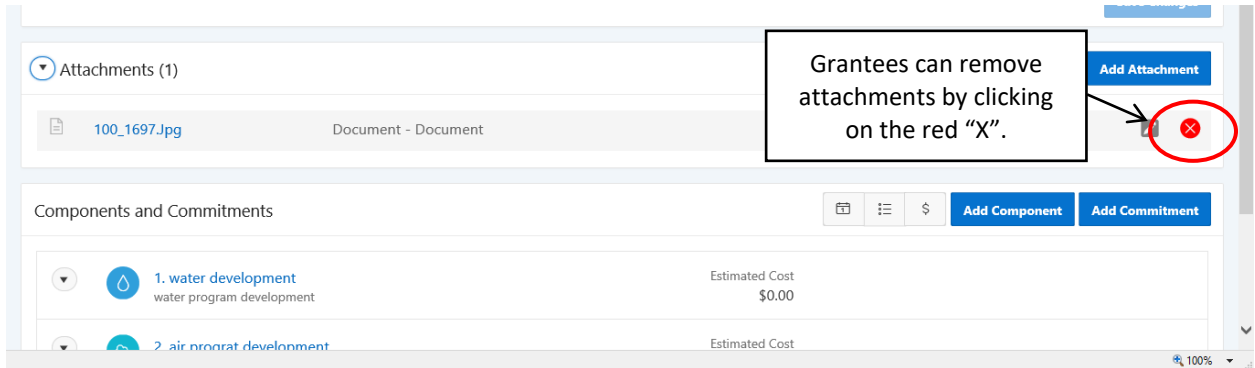 Save Changes
Attachments (1)
Grantees can remove
attachments by clicking
on the red “X”.
Add Attachment
100_1697.Jpg Document - Document
Components and Commitments $ Add Component Add Commitment
1. water development Estimated Cost
water program development $0.00
2. air prograt development Estimated Cost
100%